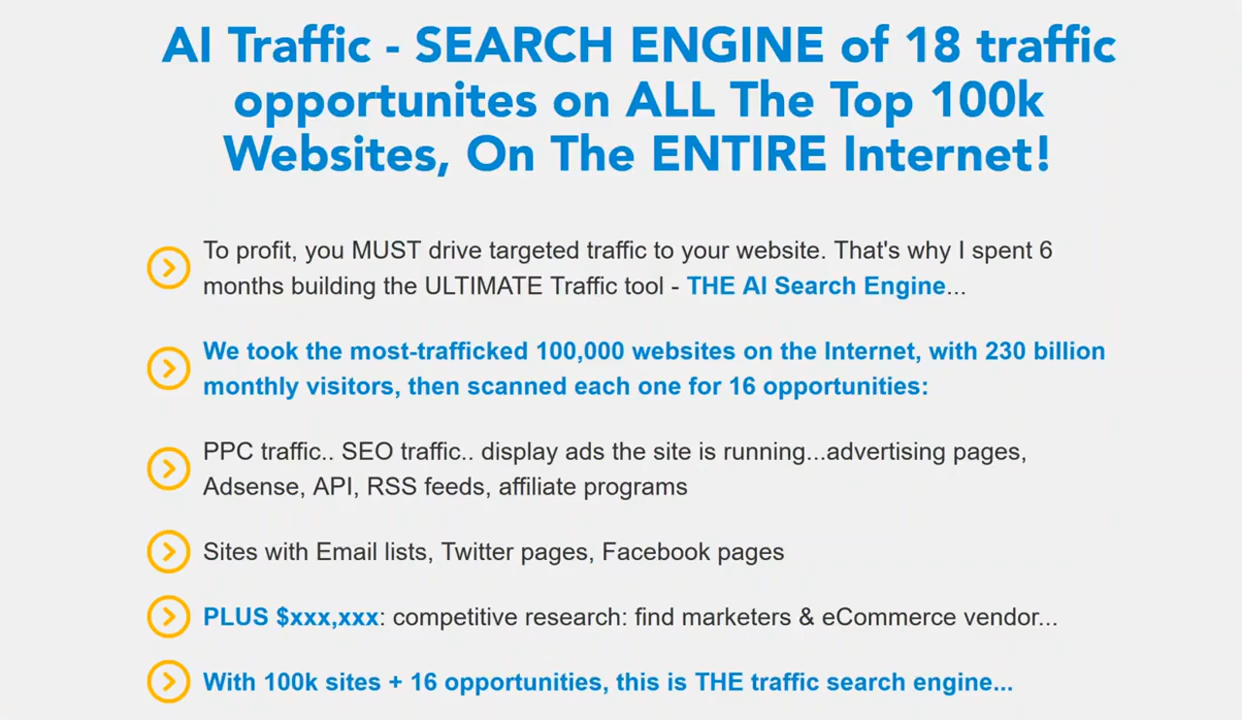 AI Traffic - SEARCH ENGINE of 18 traffic
opportunites on ALL The Top 100k
Websites, On The ENTIRE Internet!
To profit, you MUST drive targeted traffic to your website. That's why I spent 6
months building the ULTIMATE Traffic tool - THE AI Search Engine...
We took the most-trafficked 100,000 websites on the Internet, with 230 billion
monthly visitors, then scanned each one for 16 opportunities:
PPC traffic.. SEO traffic.. display ads the site is running...advertising pages,
Adsense, API, RSS feeds, affiliate programs
Sites with Email lists, Twitter pages, Facebook pages
PLUS $xxx,xxx: competitive research: find marketers & eCommerce vendor...
With 100k sites + 16 opportunities, this is THE traffic search engine...